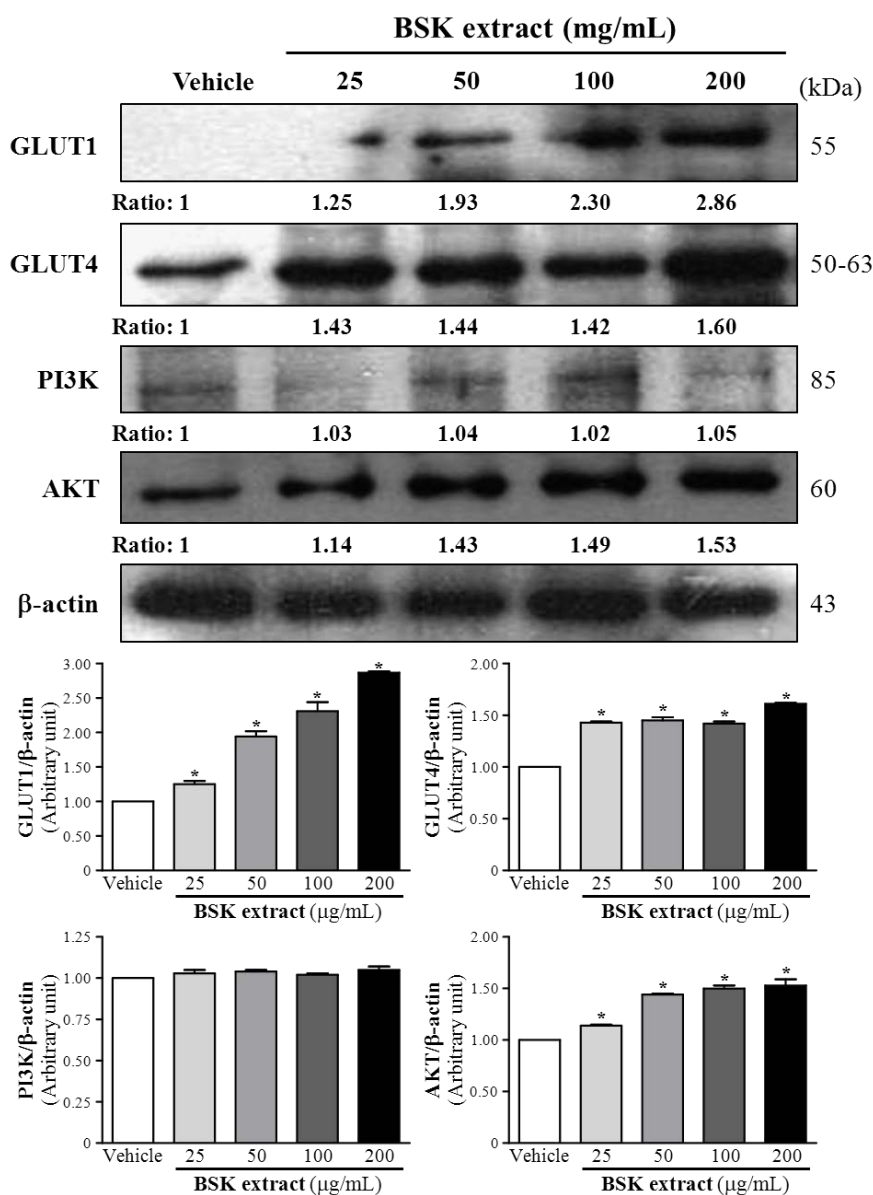 BSK extract (mg/mL)
Vehicle 25 50 100 200 (kDa)
GLUT1 55
Ratio: 1 1.25 1.93 2.30 2.86
GLUT4 50-63
Ratio: 1 1.43 1.44 1.42 1.60
PI3K 85
Ratio: 1 1.03 1.04 1.02 1.05
AKT 60
Ratio: 1 1.14 1.43 1.49 1.53
β-actin 43
GLUT1/β-actin
(Arbitrary unit)
3.00
2.50
2.00
1.50
1.00
0.50
0
* * * *
Vehicle 25 50 100 200
BSK extract (μg/mL)
GLUT4/β-actin
(Arbitrary unit)
2.00
1.50
1.00
0.50
0
* * * *
Vehicle 25 50 100 200
BSK extract (μg/mL)
PI3K/β-actin
(Arbitrary unit)
1.25
1.00
0.75
0.50
0.25
0
Vehicle 25 50 100 200
BSK extract (μg/mL)
AKT/β-actin
(Arbitrary unit)
2.00
1.50
1.00
0.50
0
* * * *
Vehicle 25 50 100 200
BSK extract (μg/mL)